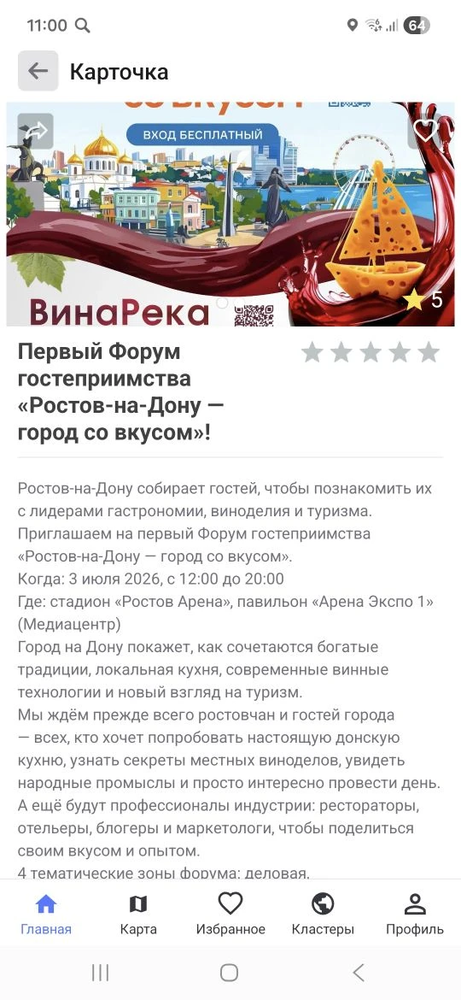 11:00
6
64
Карточка
СО ВКУСОМ
ВХОД БЕСПЛАТНЫЙ
ВинаРека
5
Первый Форум
гостеприимства
«Ростов-на-Дону —
город со вкусом»!
Ростов-на-Дону собирает гостей, чтобы познакомить их
с лидерами гастрономии, виноделия и туризма.
Приглашаем на первый Форум гостеприимства
«Ростов-на-Дону — город со вкусом».
Когда: 3 июля 2026, с 12:00 до 20:00
Где: стадион «Ростов Арена», павильон «Арена Экспо 1»
(Медиацентр)
Город на Дону покажет, как сочетаются богатые
традиции, локальная кухня, современные винные
технологии и новый взгляд на туризм.
Мы ждём прежде всего ростовчан и гостей города
— всех, кто хочет попробовать настоящую донскую
кухню, узнать секреты местных виноделов, увидеть
народные промыслы и просто интересно провести день.
А ещё будут профессионалы индустрии: рестораторы,
отельеры, блогеры и маркетологи, чтобы поделиться
своим вкусом и опытом.
4 тематические зоны форума: деловая,
Главная
Карта
Избранное
Кластеры
Профиль